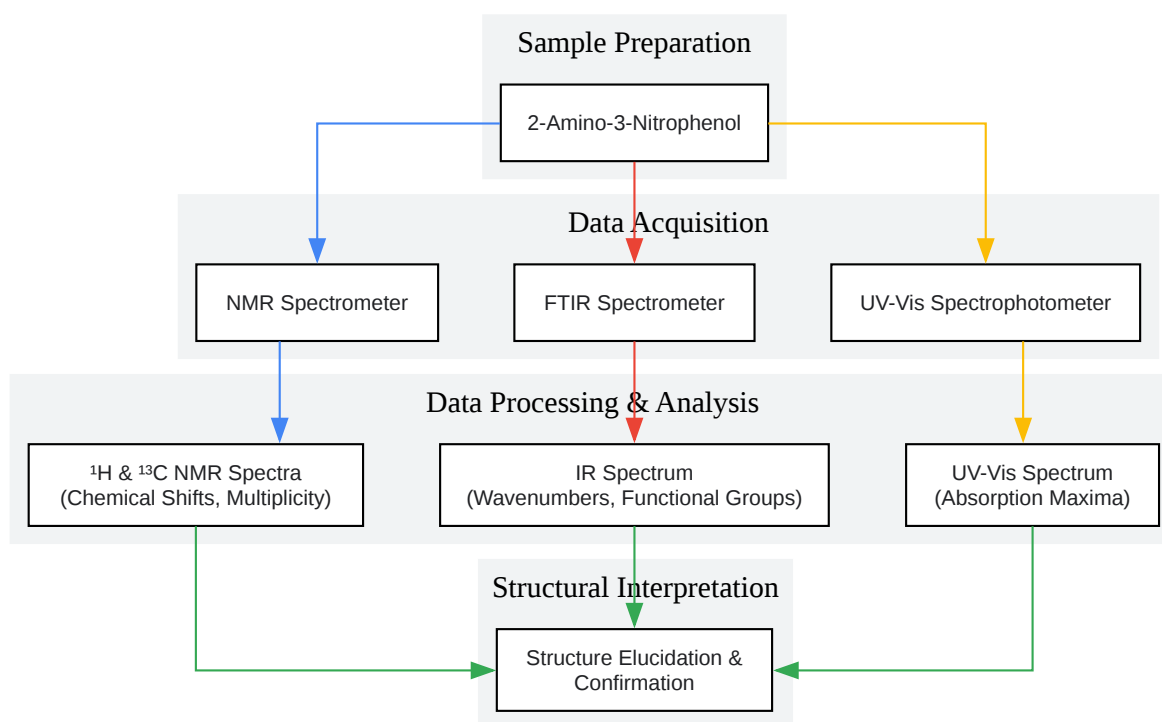 Sample Preparation
2-Amino-3-Nitrophenol
Data Acquisition
NMR Spectrometer
FTIR Spectrometer
UV-Vis Spectrophotometer
Data Processing & Analysis
¹H & ¹³C NMR Spectra
(Chemical Shifts, Multiplicity)
IR Spectrum
(Wavenumbers, Functional Groups)
UV-Vis Spectrum
(Absorption Maxima)
Structural Interpretation
Structure Elucidation &
Confirmation